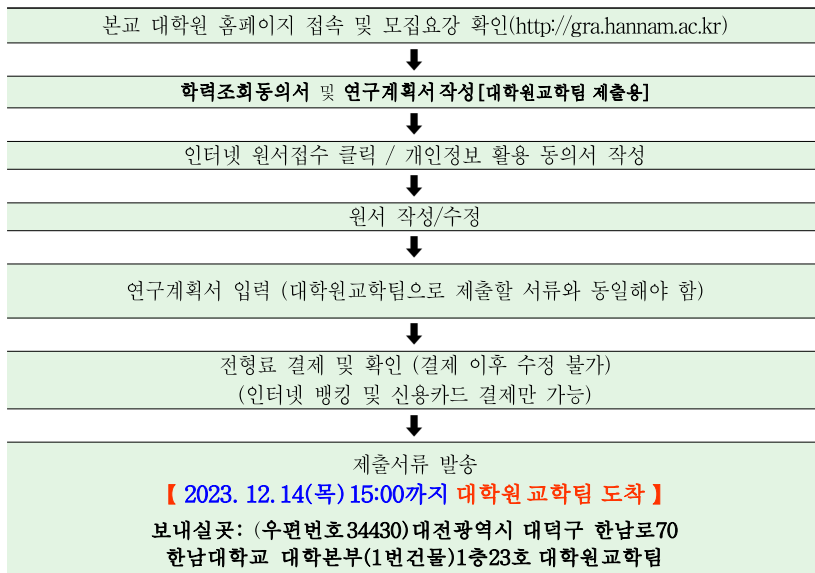 본교 대학원 홈페이지 접속 및 모집요강 확인(http://gra.hannam.ac.kr)
학력조회동의서 및 연구계획서 작성[대학원교학팀 제출용]
인터넷 원서접수 클릭 / 개인정보 활용 동의서 작성
원서 작성/수정
연구계획서 입력 (대학원교학팀으로 제출할 서류와 동일해야 함)
전형료 결제 및 확인 (결제 이후 수정 불가)
(인터넷 뱅킹 및 신용카드 결제만 가능)
제출서류 발송
【 2023. 12. 14(목) 15:00까지 대학원 교학팀 도착 】
보내실곳: (우편번호 34430) 대전광역시 대덕구 한남로70
한남대학교 대학본부(1번건물)1층23호 대학원교학팀